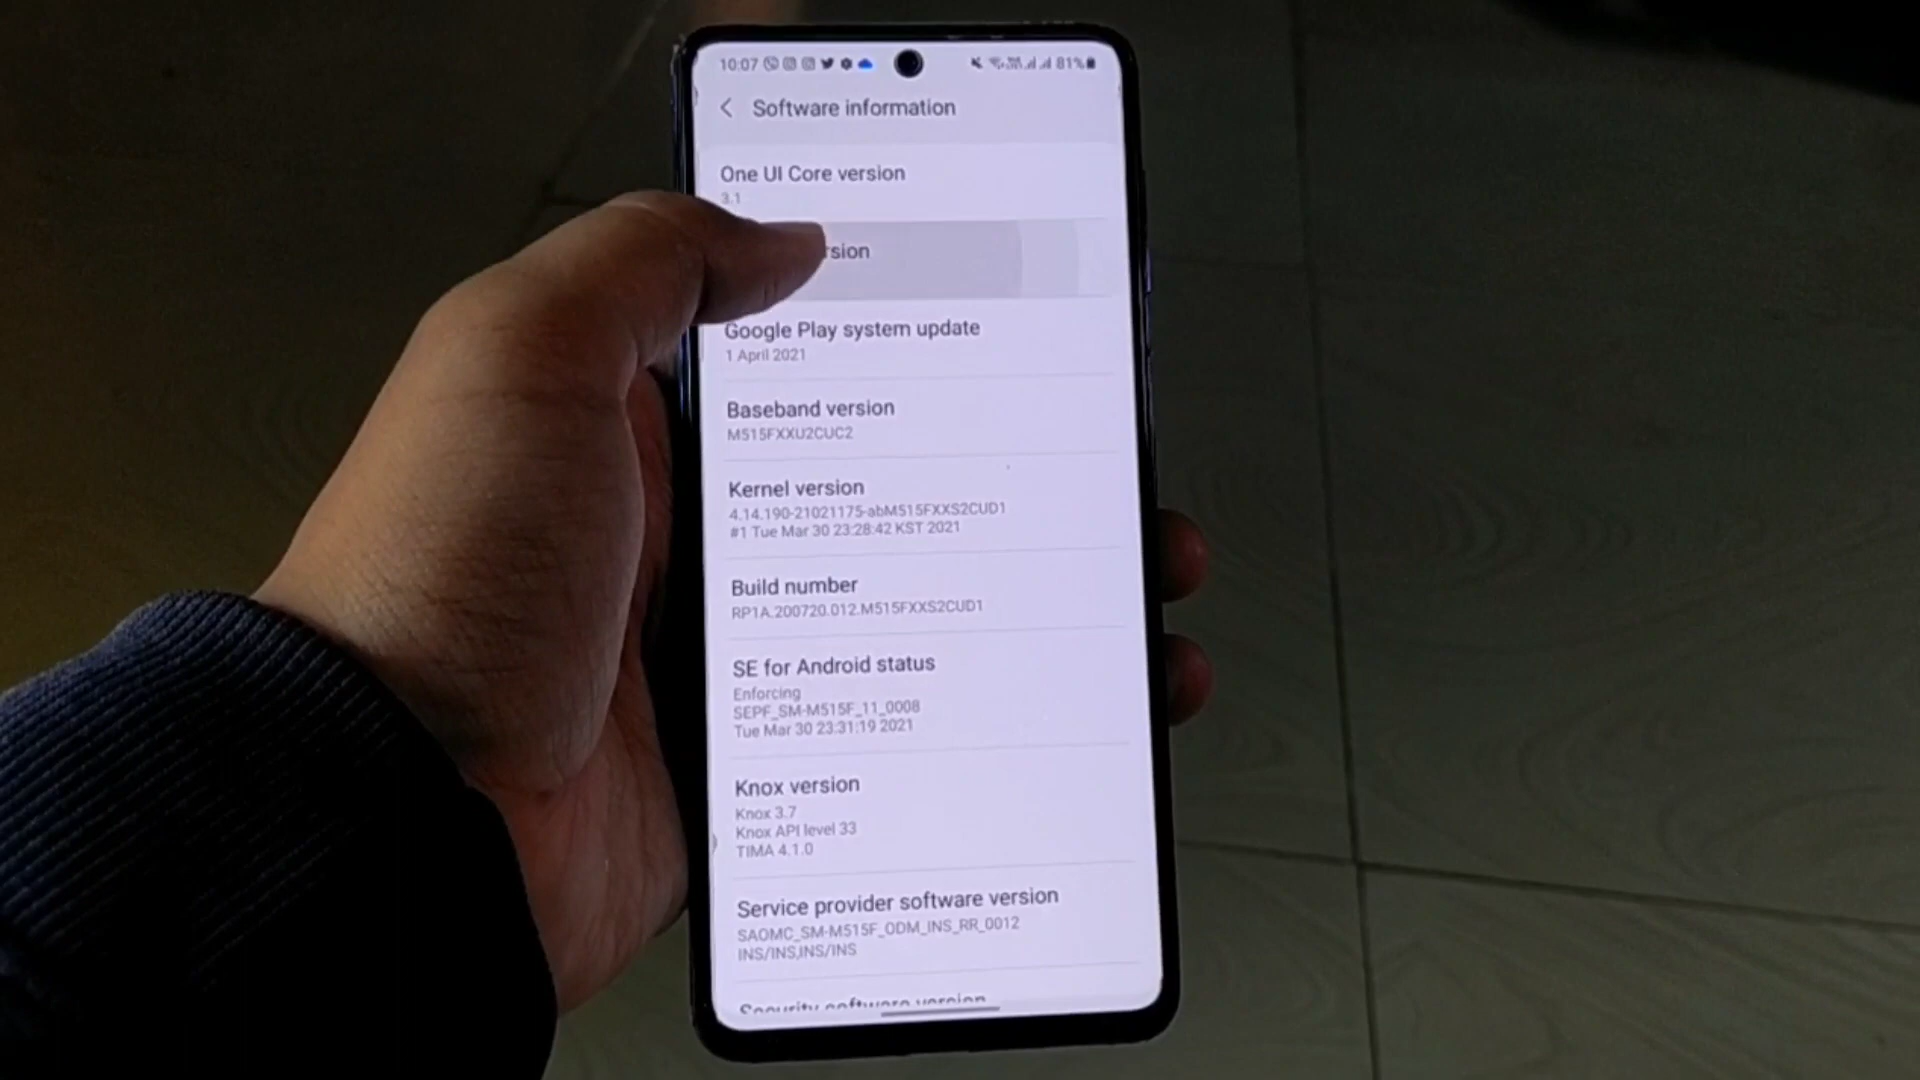 10:07 81%
Software information
One UI Core version
3.1
rsion
Google Play system update
1 April 2021
Baseband version
M515FXXU2CUC2
Kernel version
4.14.190-21021175-abM515FXXS2CUD1
#1 Tue Mar 30 23:28:42 KST 2021
Build number
RP1A.200720.012.M515FXXS2CUD1
SE for Android status
Enforcing
SEPF_SM-M515F_11_0008
Tue Mar 30 23:31:19 2021
Knox version
Knox 3.7
Knox API level 33
TIMA 4.1.0
Service provider software version
SAOMC_SM-M515F_ODM_INS_RR_0012
INS/INS,INS/INS
Security software version